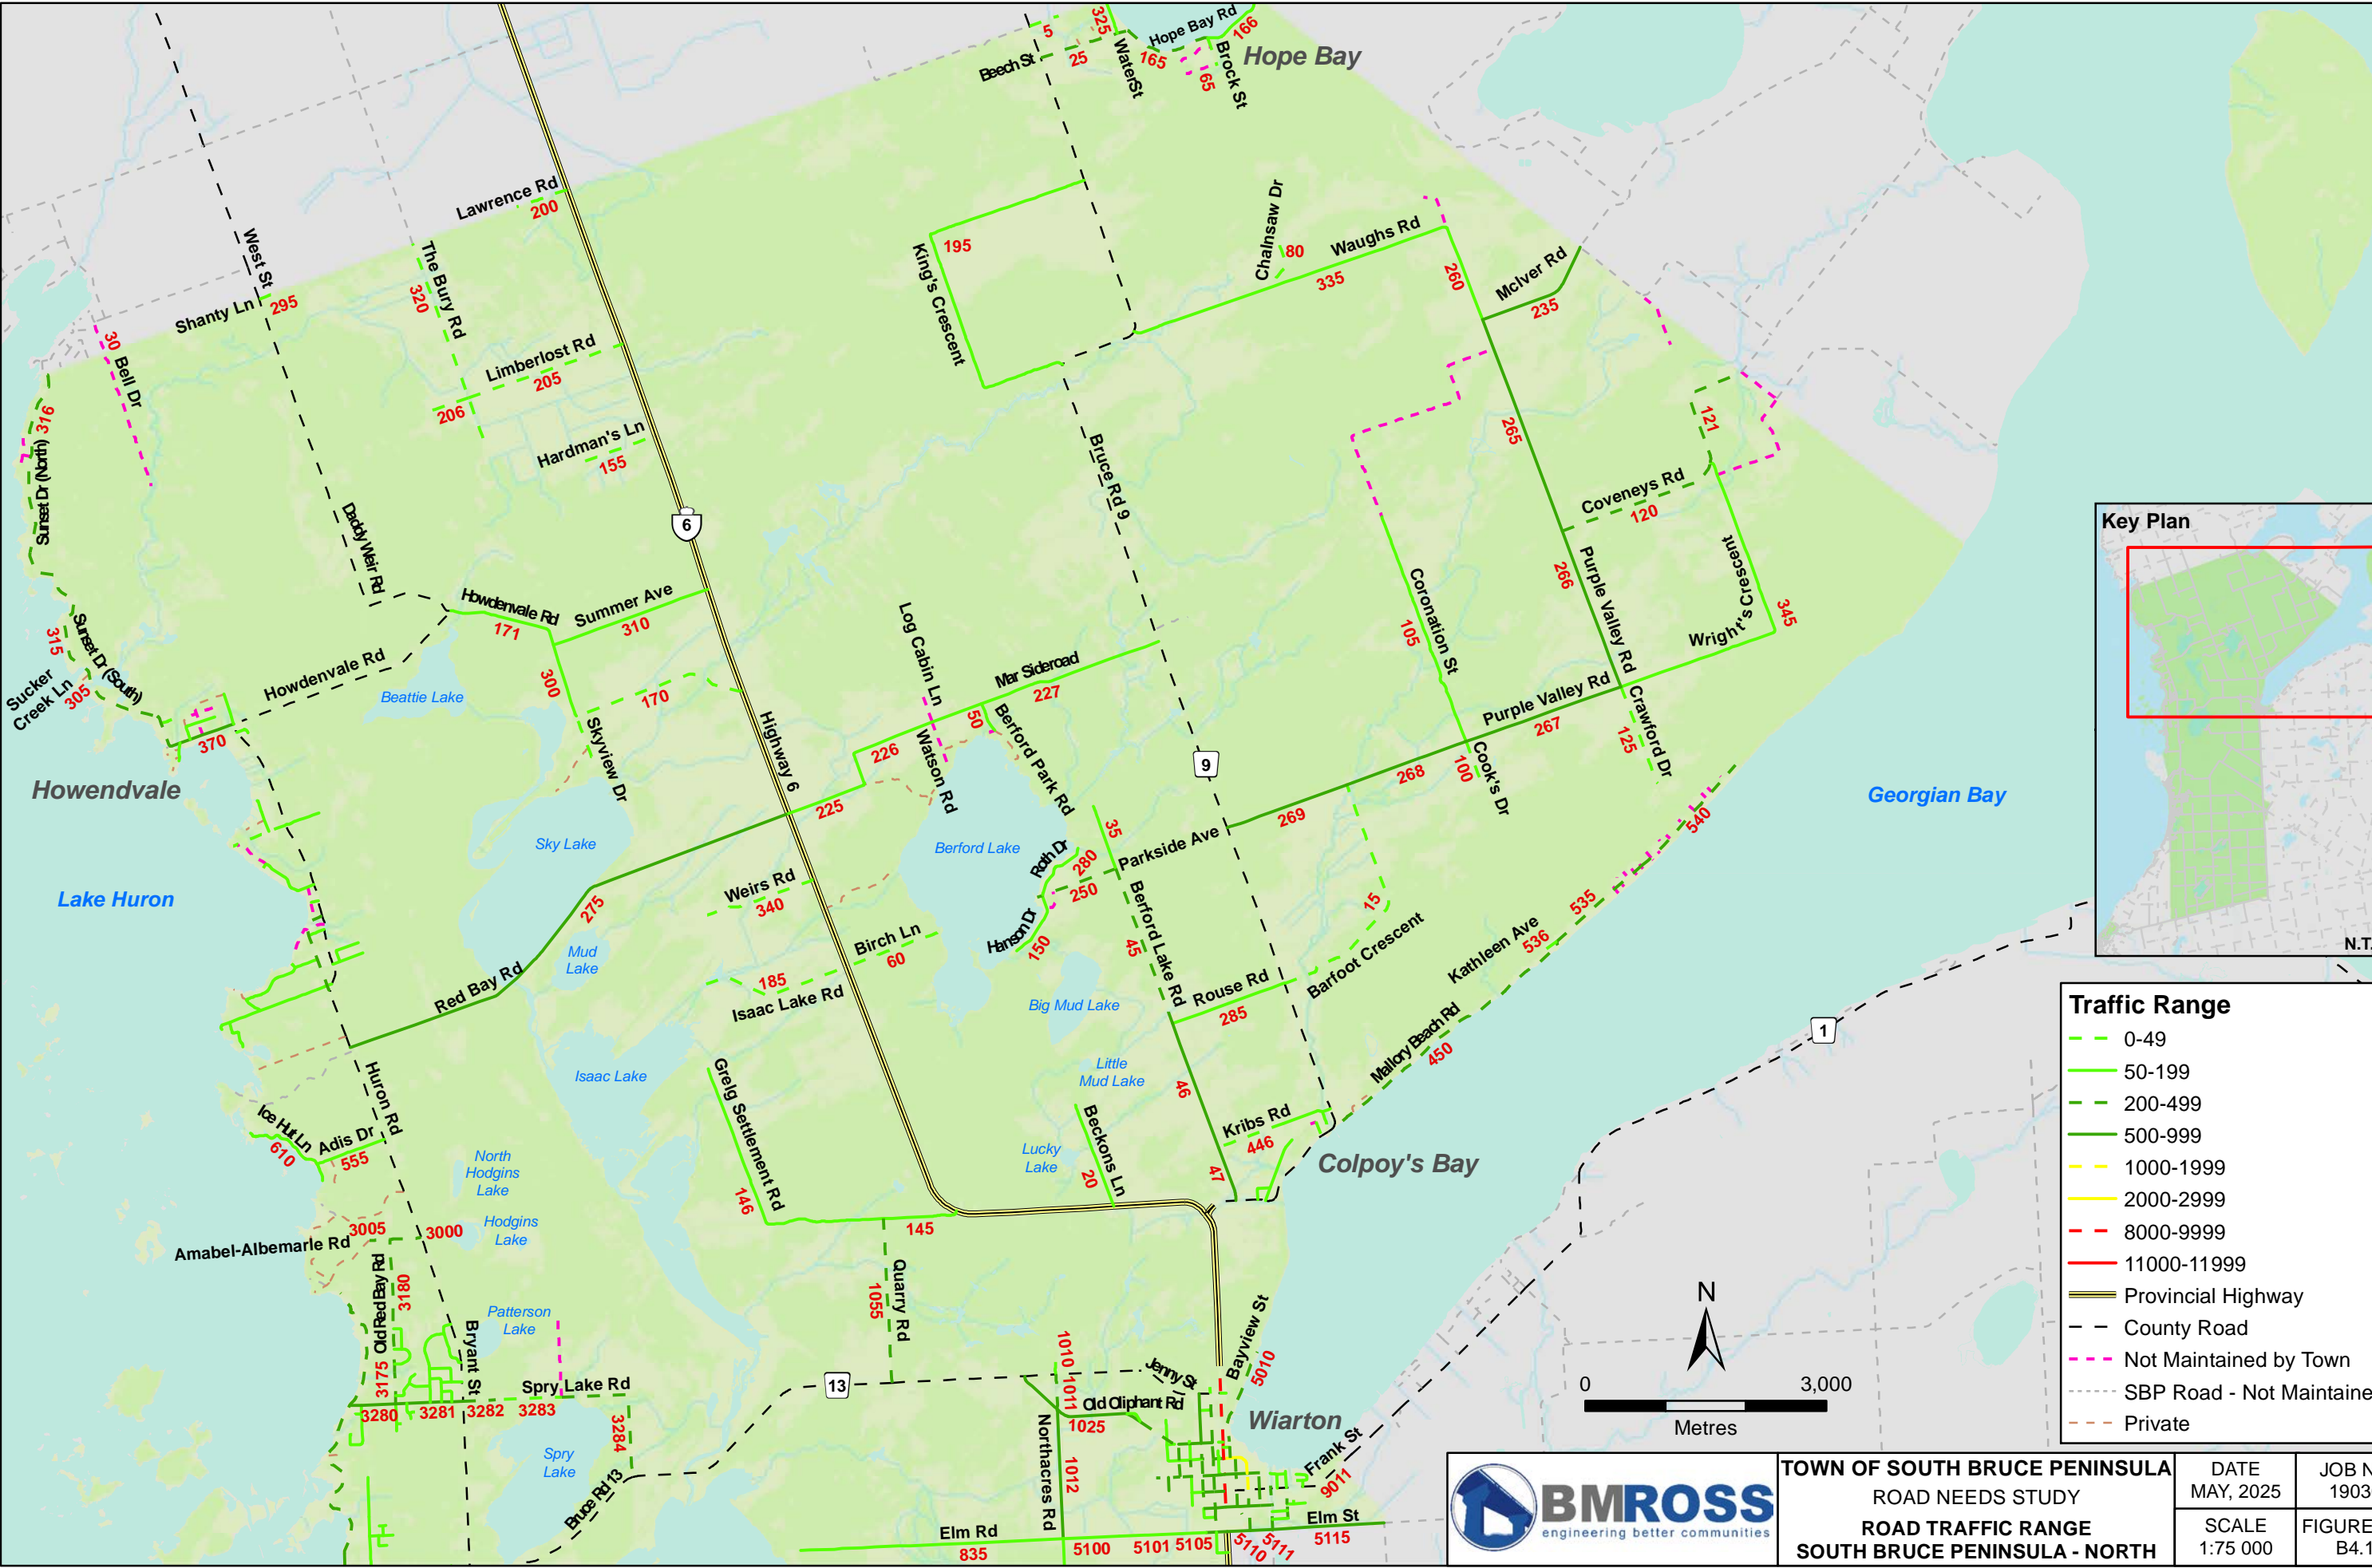 Hope Bay Rd
166
325
5
25
Beech St
Water St
165
65
Brock St
Hope Bay
Lawrence Rd
200
West St
295
Shanty Ln
The Bury Rd
320
30
Bell Dr
Limberlost Rd
205
206
Hardman's Ln
155
316
Sunset Dr (North)
Daddy Weir Rd
6
King's Crescent
195
ChaInsaw Dr
80
Waughs Rd
335
260
McIver Rd
235
Bruce Rd 9
265
121
Coveneys Rd
120
266
Purple Valley Rd
Wright's Crescent
345
Coronation St
105
Howdenvale Rd
171
Summer Ave
310
315
Sunset Dr (South)
Sucker
Creek Ln
305
Howdenvale Rd
Beattie Lake
300
170
Skyview Dr
370
Howendvale
Highway 6
Log Cabin Ln
Mar Sideroad
227
50
226
Watson Rd
Berford Park Rd
225
Purple Valley Rd
267
Crawford Dr
125
9
268
100
Cook's Dr
269
540
Georgian Bay
Lake Huron
Sky Lake
Berford Lake
35
Roth Dr
280
Parkside Ave
250
Weirs Rd
340
275
Mud
Lake
Birch Ln
60
Hanson Dr
150
Berford Lake Rd
45
15
Barfoot Crescent
535
Kathleen Ave
536
Red Bay Rd
185
Isaac Lake Rd
Rouse Rd
285
Big Mud Lake
Mallory Beach Rd
450
1
Isaac Lake
Little
Mud Lake
46
Greig Settlement Rd
146
Huron Rd
Ice Hut Ln
610
Adis Dr
555
Beckons Ln
20
Lucky
Lake
Kribs Rd
446
47
Colpoy's Bay
North
Hodgins
Lake
Hodgins
Lake
145
3005
3000
Amabel-Albemarle Rd
Old Red Bay Rd
3180
Quarry Rd
1055
Patterson
Lake
Bryant St
3175
Spry Lake Rd
3280
3281
3282
3283
3284
Spry
Lake
Bruce Rd 13
13
1010
1011
Jenny St
Old Oliphant Rd
1025
Northacres Rd
1012
Bayview St
5010
Wiarton
Frank St
9011
Elm Rd
835
5100
5101
5105
5110
5111
Elm St
5115
Key Plan
N.T.
Traffic Range
0-49
50-199
200-499
500-999
1000-1999
2000-2999
8000-9999
11000-11999
Provincial Highway
County Road
Not Maintained by Town
SBP Road - Not Maintaine
Private
N
0
3,000
Metres
BMROSS
engineering better communities
TOWN OF SOUTH BRUCE PENINSULA
ROAD NEEDS STUDY
ROAD TRAFFIC RANGE
SOUTH BRUCE PENINSULA - NORTH
DATE
MAY, 2025
JOB N
1903
SCALE
1:75 000
FIGURE
B4.1